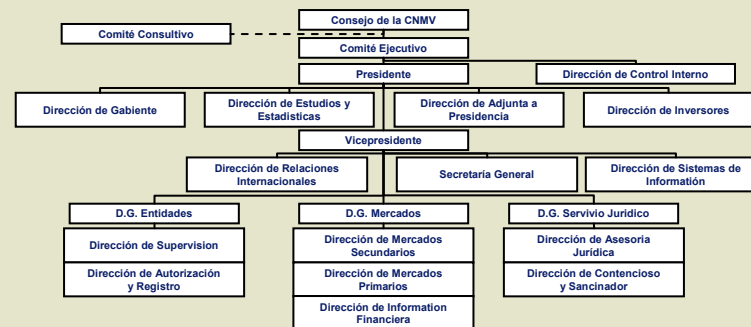 Consejo de la CNMV
Comité Consultivo
Comité Ejecutivo
Presidente
Dirección de Control Interno
Dirección de Gabiente
Dirección de Estudios y
Estadisticas
Dirección de Adjunta a
Presidencia
Dirección de Inversores
Vicepresidente
Dirección de Relaciones
Internacionales
Secretaría General
Dirección de Sistemas de
Informatión
D.G. Entidades
D.G. Mercados
D.G. Servivio Juridico
Dirección de Supervision
Dirección de Mercados
Secundarios
Dirección de Asesoria
Jurídica
Dirección de Autorización
y Registro
Dirección de Mercados
Primarios
Dirección de Contencioso
y Sancinador
Dirección de Information
Financiera